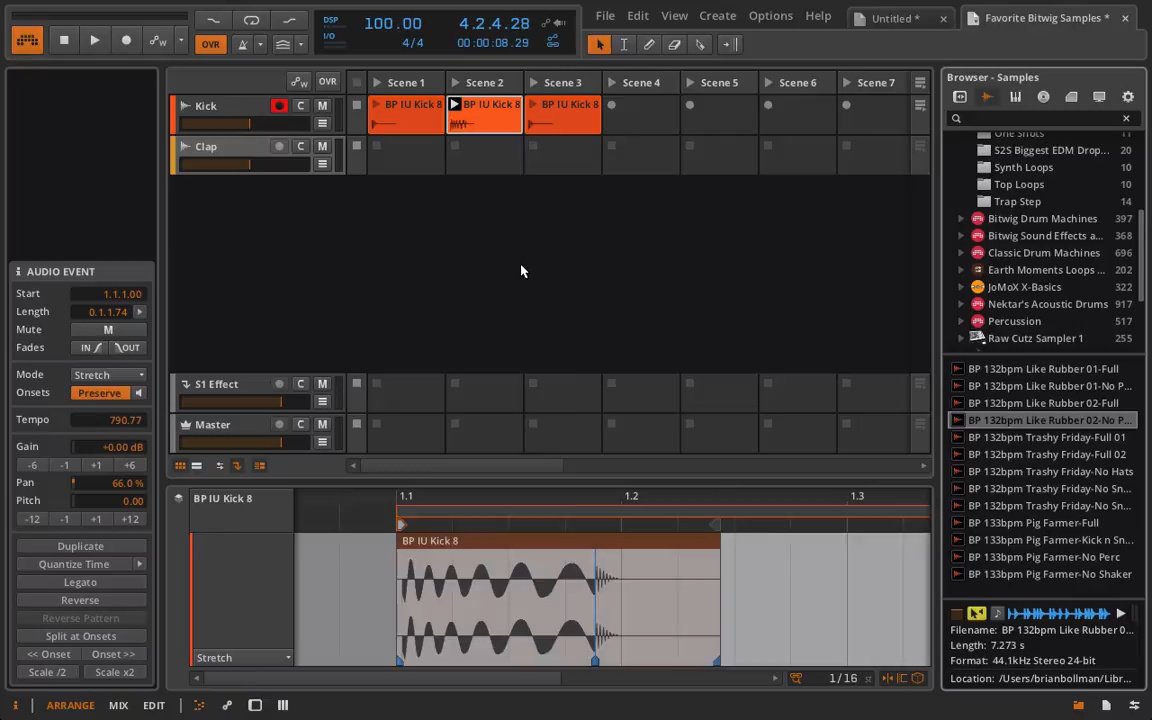 OVR
DSP
I/O
100.00
4/4
4.2.4.28
00:00:08.29
File Edit View Create Options Help
Untitled *
Favorite Bitwig Samples *
AUDIO EVENT
Start 1.1.1.00
Length 0.1.1.74
Mute M
Fades IN OUT
Mode Stretch
Onsets Preserve
Tempo 790.77
Gain +0.00 dB
-6 -1 +1 +6
Pan 66.0 %
Pitch 0.00
-12 -1 +1 +12
Duplicate
Quantize Time
Legato
Reverse
Reverse Pattern
Split at Onsets
<< Onset Onset >>
Scale /2 Scale x2
OVR
Scene 1 Scene 2 Scene 3 Scene 4 Scene 5 Scene 6 Scene 7
Kick C M
BP IU Kick 8 BP IU Kick 8 BP IU Kick 8
Clap C M
S1 Effect C M
Master C M
BP IU Kick 8
1.1 1.2 1.3
BP IU Kick 8
Stretch
1/16 st
Browser - Samples
One Shots 11
S2S Biggest EDM Drop... 20
Synth Loops 10
Top Loops 10
Trap Step 14
Bitwig Drum Machines 397
Bitwig Sound Effects a... 368
Classic Drum Machines 696
Earth Moments Loops ... 202
JoMoX X-Basics 322
Nektar's Acoustic Drums 917
Percussion 517
Raw Cutz Sampler 1 255
BP 132bpm Like Rubber 01-Full
BP 132bpm Like Rubber 01-No P...
BP 132bpm Like Rubber 02-Full
BP 132bpm Like Rubber 02-No P...
BP 132bpm Trashy Friday-Full 01
BP 132bpm Trashy Friday-Full 02
BP 132bpm Trashy Friday-No Hats
BP 132bpm Trashy Friday-No Sn...
BP 132bpm Trashy Friday-No Sn...
BP 133bpm Pig Farmer-Full
BP 133bpm Pig Farmer-Kick n Sn...
BP 133bpm Pig Farmer-No Perc
BP 133bpm Pig Farmer-No Shaker
Filename: BP 132bpm Like Rubber 0...
Length: 7.273 s
Format: 44.1kHz Stereo 24-bit
Location: /Users/brianbollman/Libr...
i ARRANGE MIX EDIT